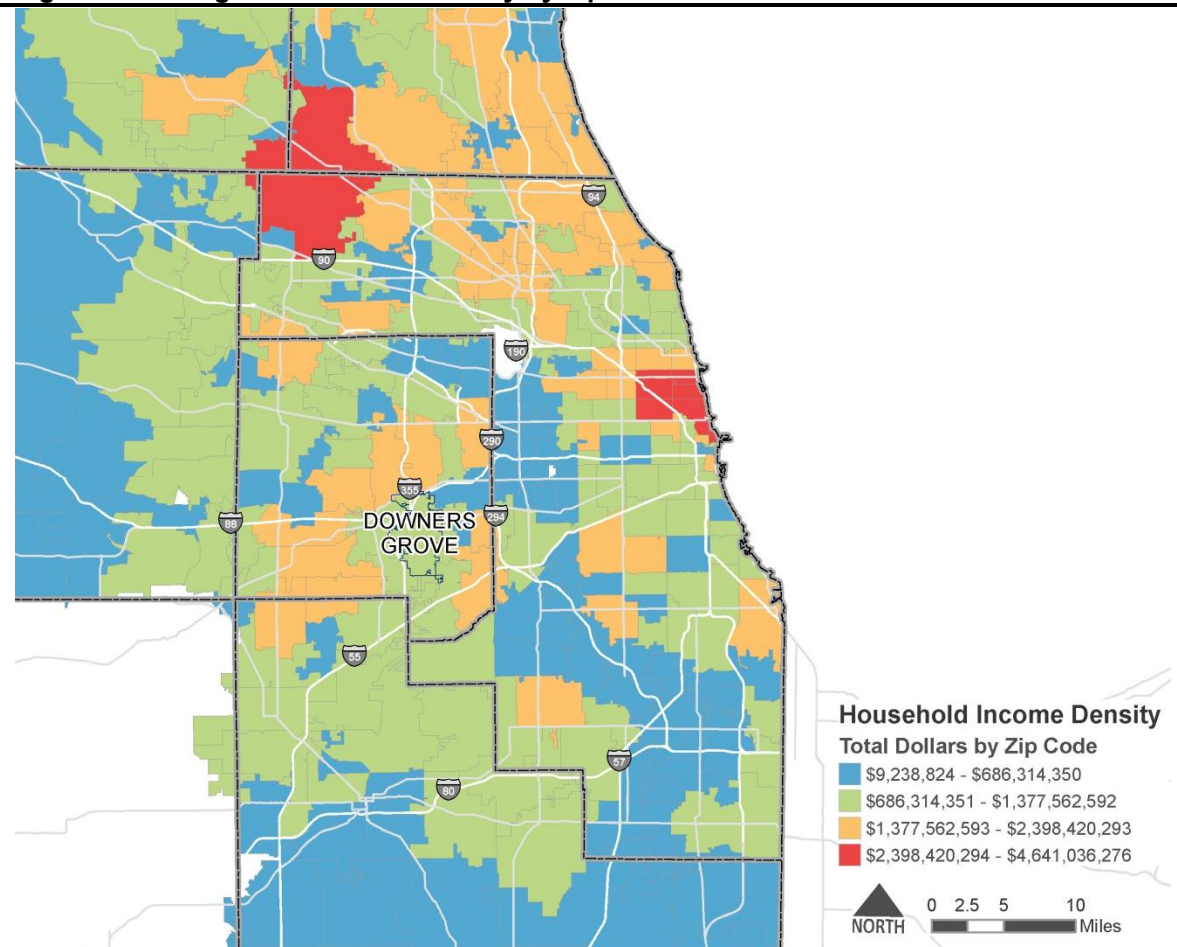 94
90
190
290
355
DOWNERS
GROVE
294
88
55
57
80
Household Income Density
Total Dollars by Zip Code
$9,238,824 - $686,314,350
$686,314,351 - $1,377,562,592
$1,377,562,593 - $2,398,420,293
$2,398,420,294 - $4,641,036,276
NORTH
0 2.5 5 10
Miles